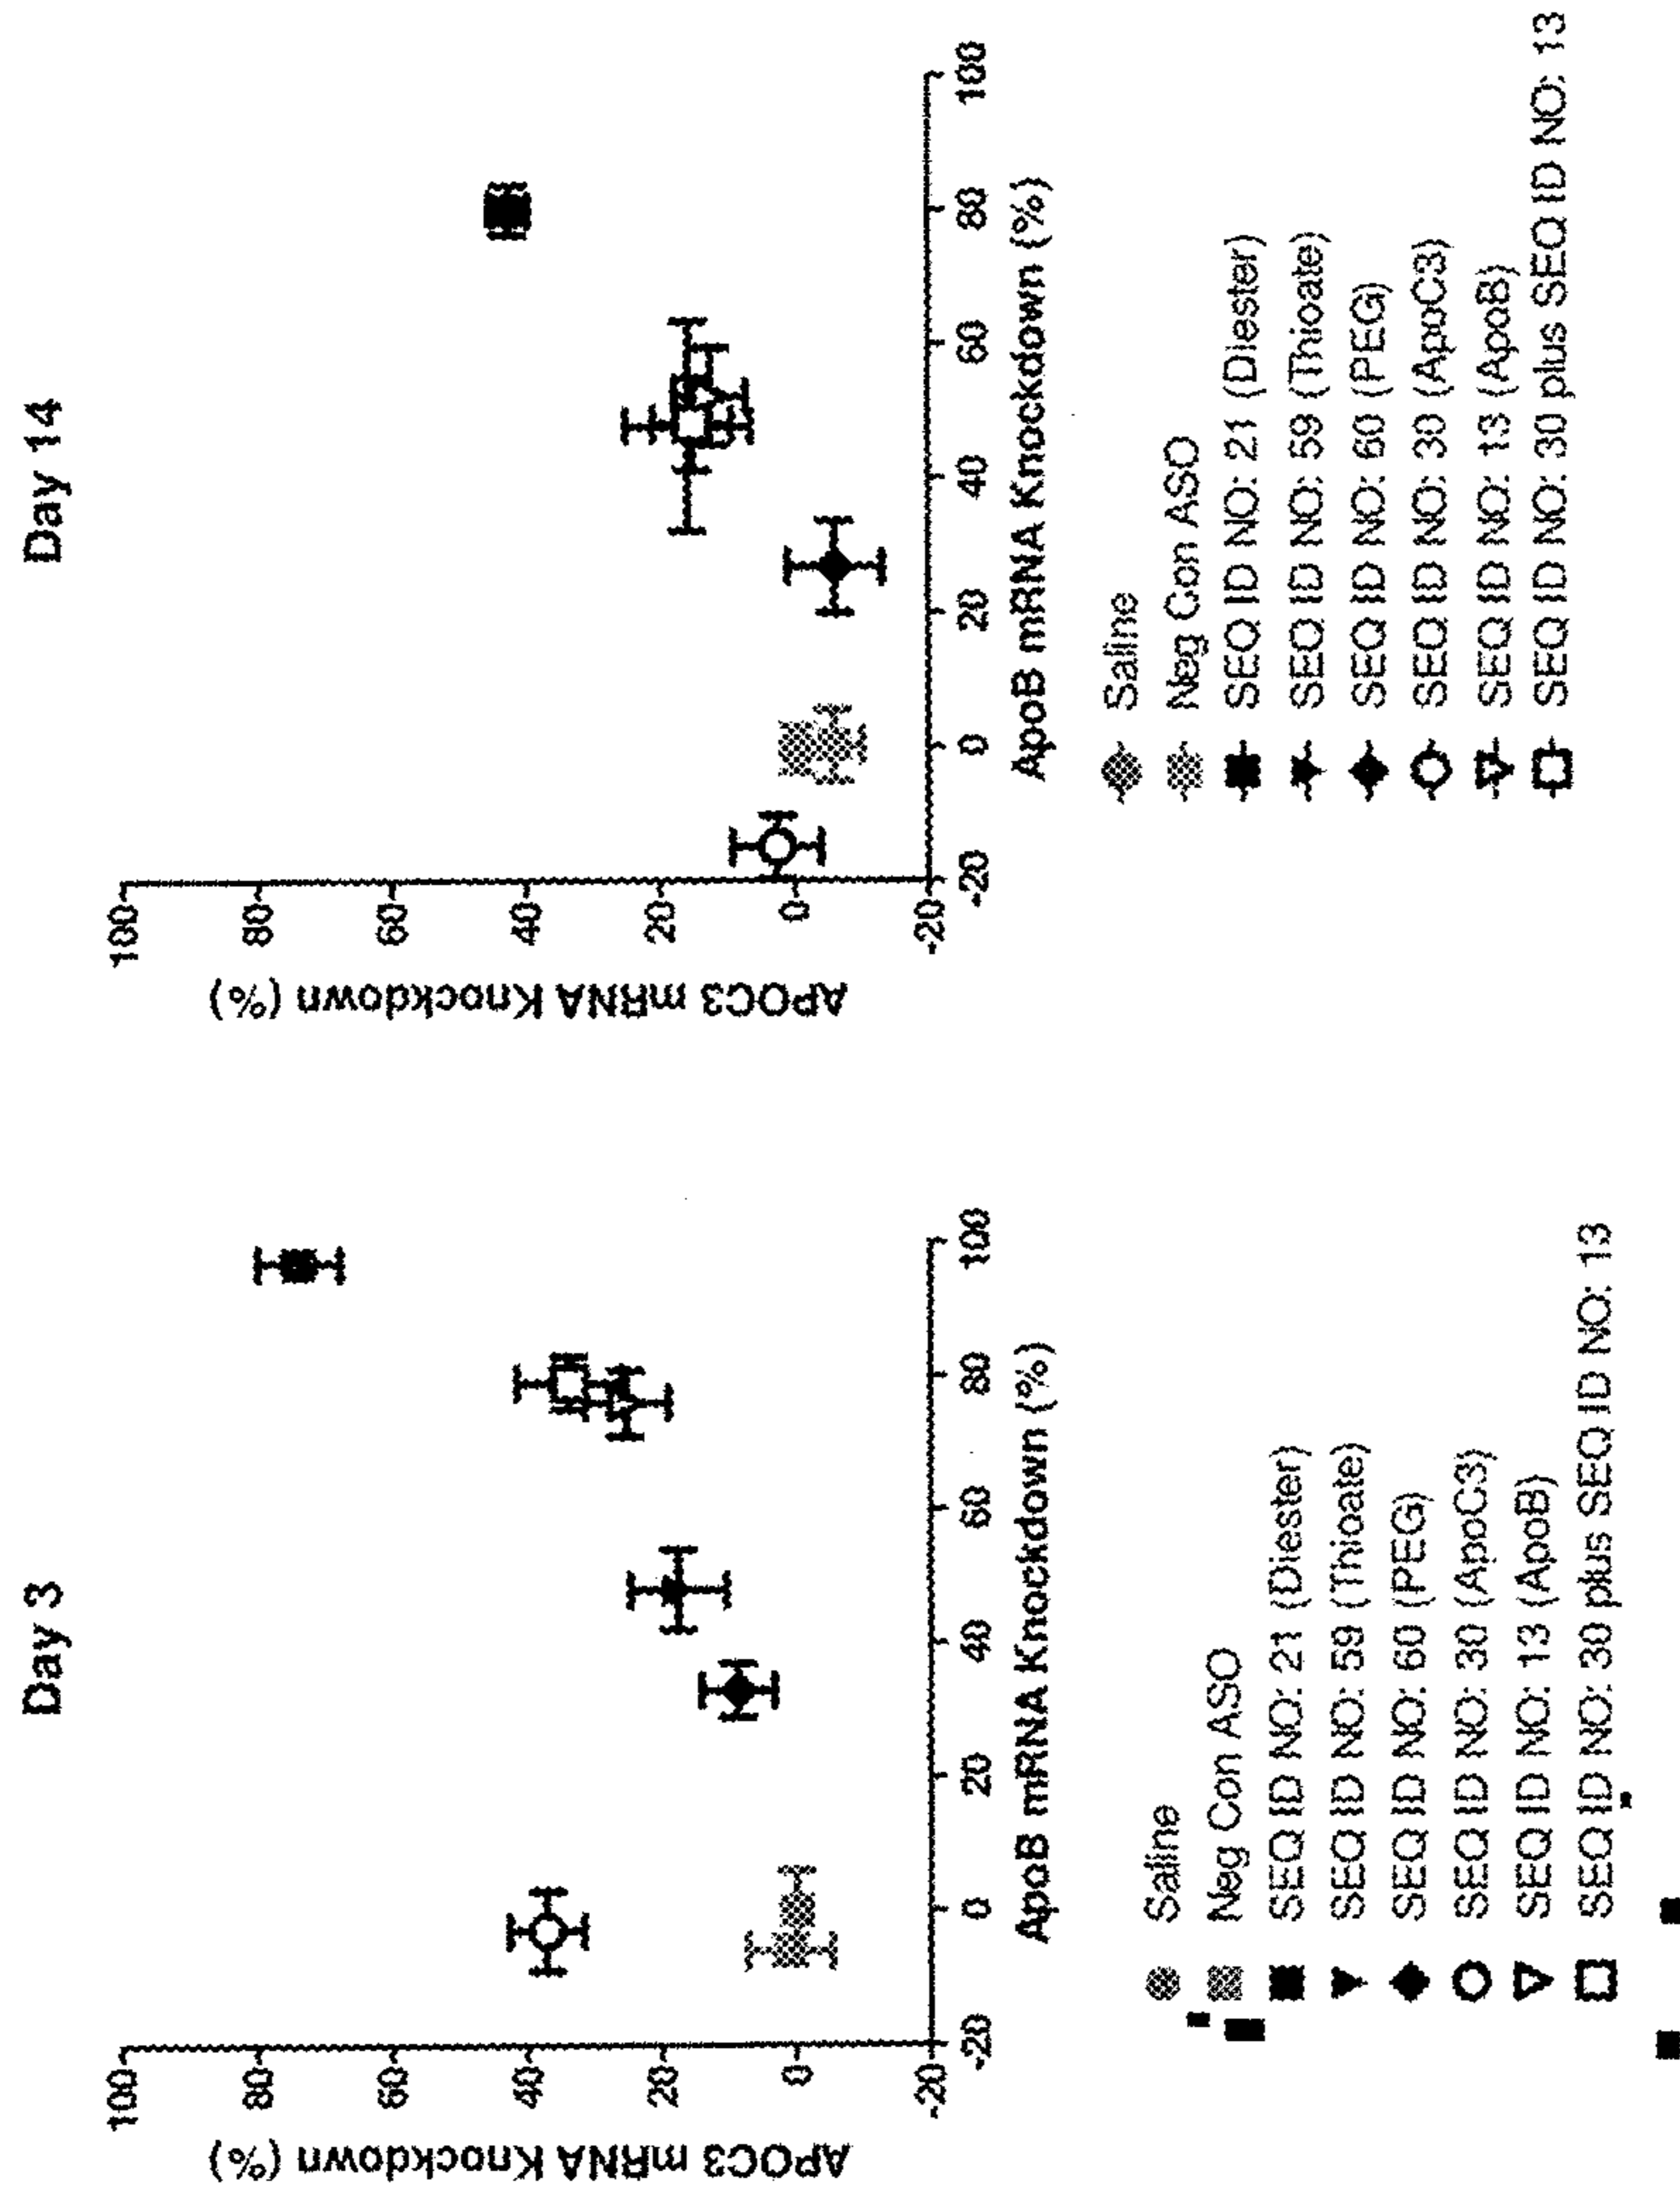 Day 3
APOC3 mRNA Knockdown (%)
100
80
60
40
20
0
-20
-20
0
20
40
60
80
100
ApoB mRNA Knockdown (%)
Saline
Neg Con ASO
SEQ ID NO: 21 (Diester)
SEQ ID NO: 59 (Thioate)
SEQ ID NO: 60 (PEG)
SEQ ID NO: 30 (ApoC3)
SEQ ID NO: 13 (ApoB)
SEQ ID NO: 30 plus SEQ ID NO: 13
Day 14
APOC3 mRNA Knockdown (%)
100
80
60
40
20
0
-20
-20
0
20
40
60
80
100
ApoB mRNA Knockdown (%)
Saline
Neg Con ASO
SEQ ID NO: 21 (Diester)
SEQ ID NO: 59 (Thioate)
SEQ ID NO: 60 (PEG)
SEQ ID NO: 30 (ApoC3)
SEQ ID NO: 13 (ApoB)
SEQ ID NO: 30 plus SEQ ID NO: 13